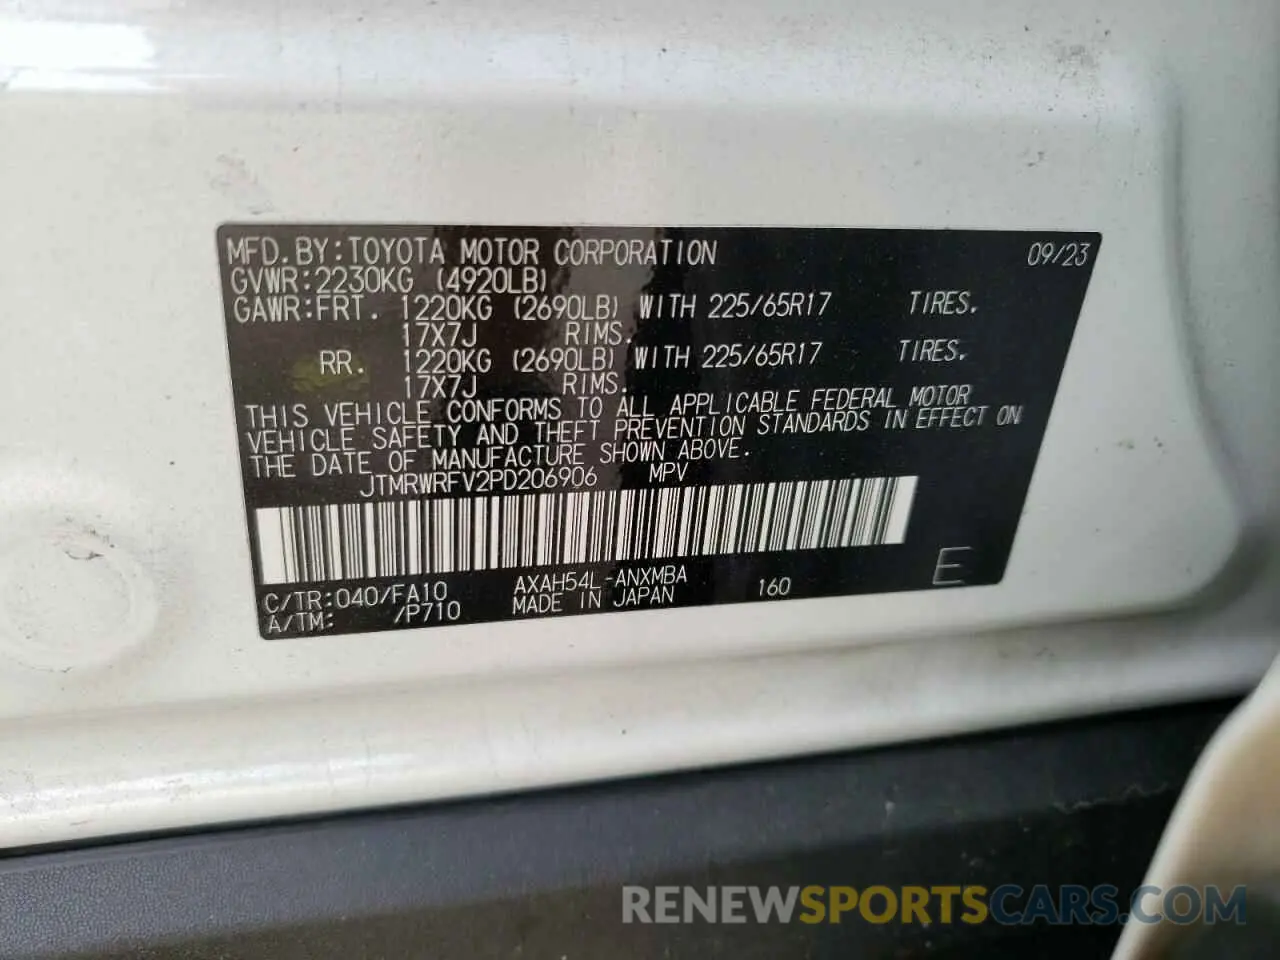 MFD.BY:TOYOTA MOTOR CORPORATION 09/23
GVWR:2230KG (4920LB)
GAWR:FRT. 1220KG (2690LB) WITH 225/65R17 TIRES.
17X7J RIMS.
RR. 1220KG (2690LB) WITH 225/65R17 TIRES.
17X7J RIMS.
THIS VEHICLE CONFORMS TO ALL APPLICABLE FEDERAL MOTOR
VEHICLE SAFETY AND THEFT PREVENTION STANDARDS IN EFFECT ON
THE DATE OF MANUFACTURE SHOWN ABOVE.
JTMRWRFV2PD206906 MPV
C/TR:040/FA10 AXAH54L-ANXMBA 160 E
A/TM: /P710 MADE IN JAPAN
RENEWSPORTSCARS.COM